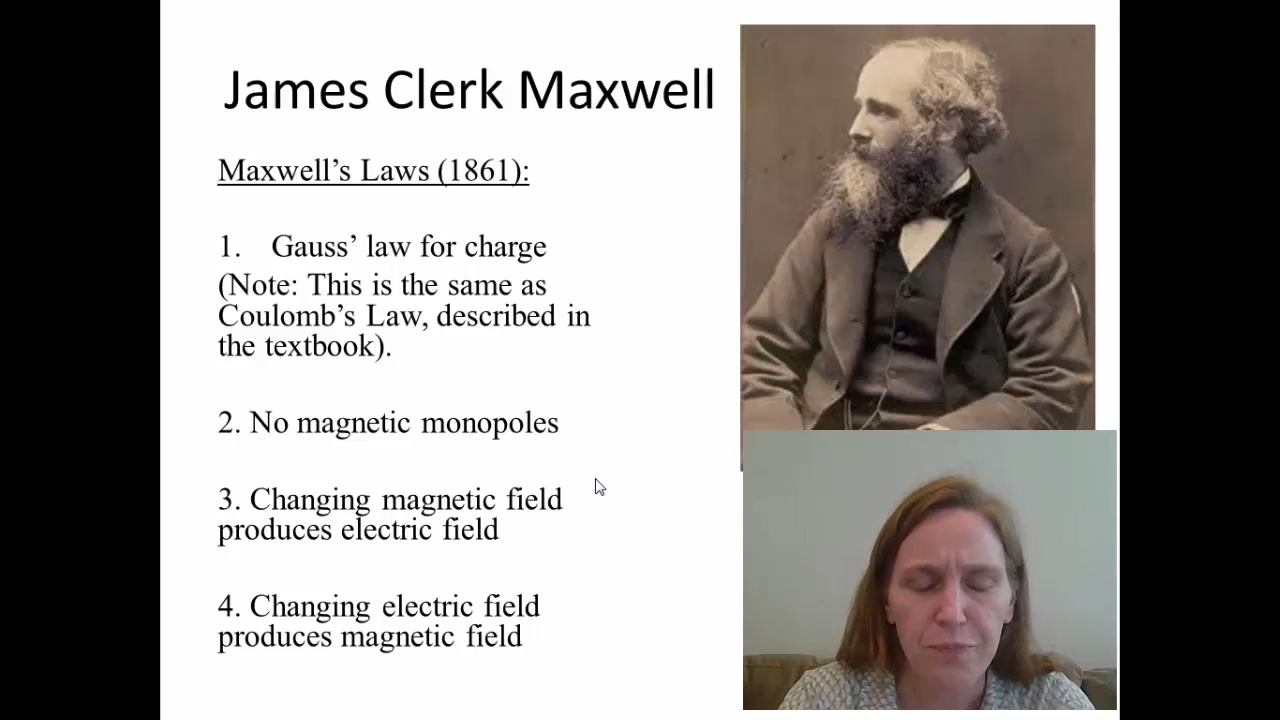 James Clerk Maxwell
Maxwell’s Laws (1861):
1. Gauss’ law for charge
(Note: This is the same as
Coulomb’s Law, described in
the textbook).
2. No magnetic monopoles
3. Changing magnetic field
produces electric field
4. Changing electric field
produces magnetic field